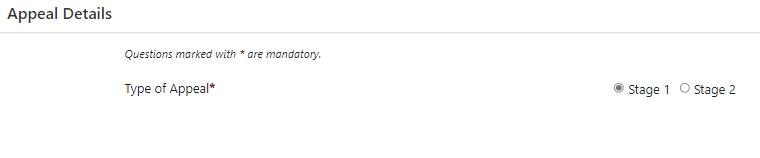 Appeal Details
Questions marked with * are mandatory.
Type of Appeal* Stage 1 Stage 2